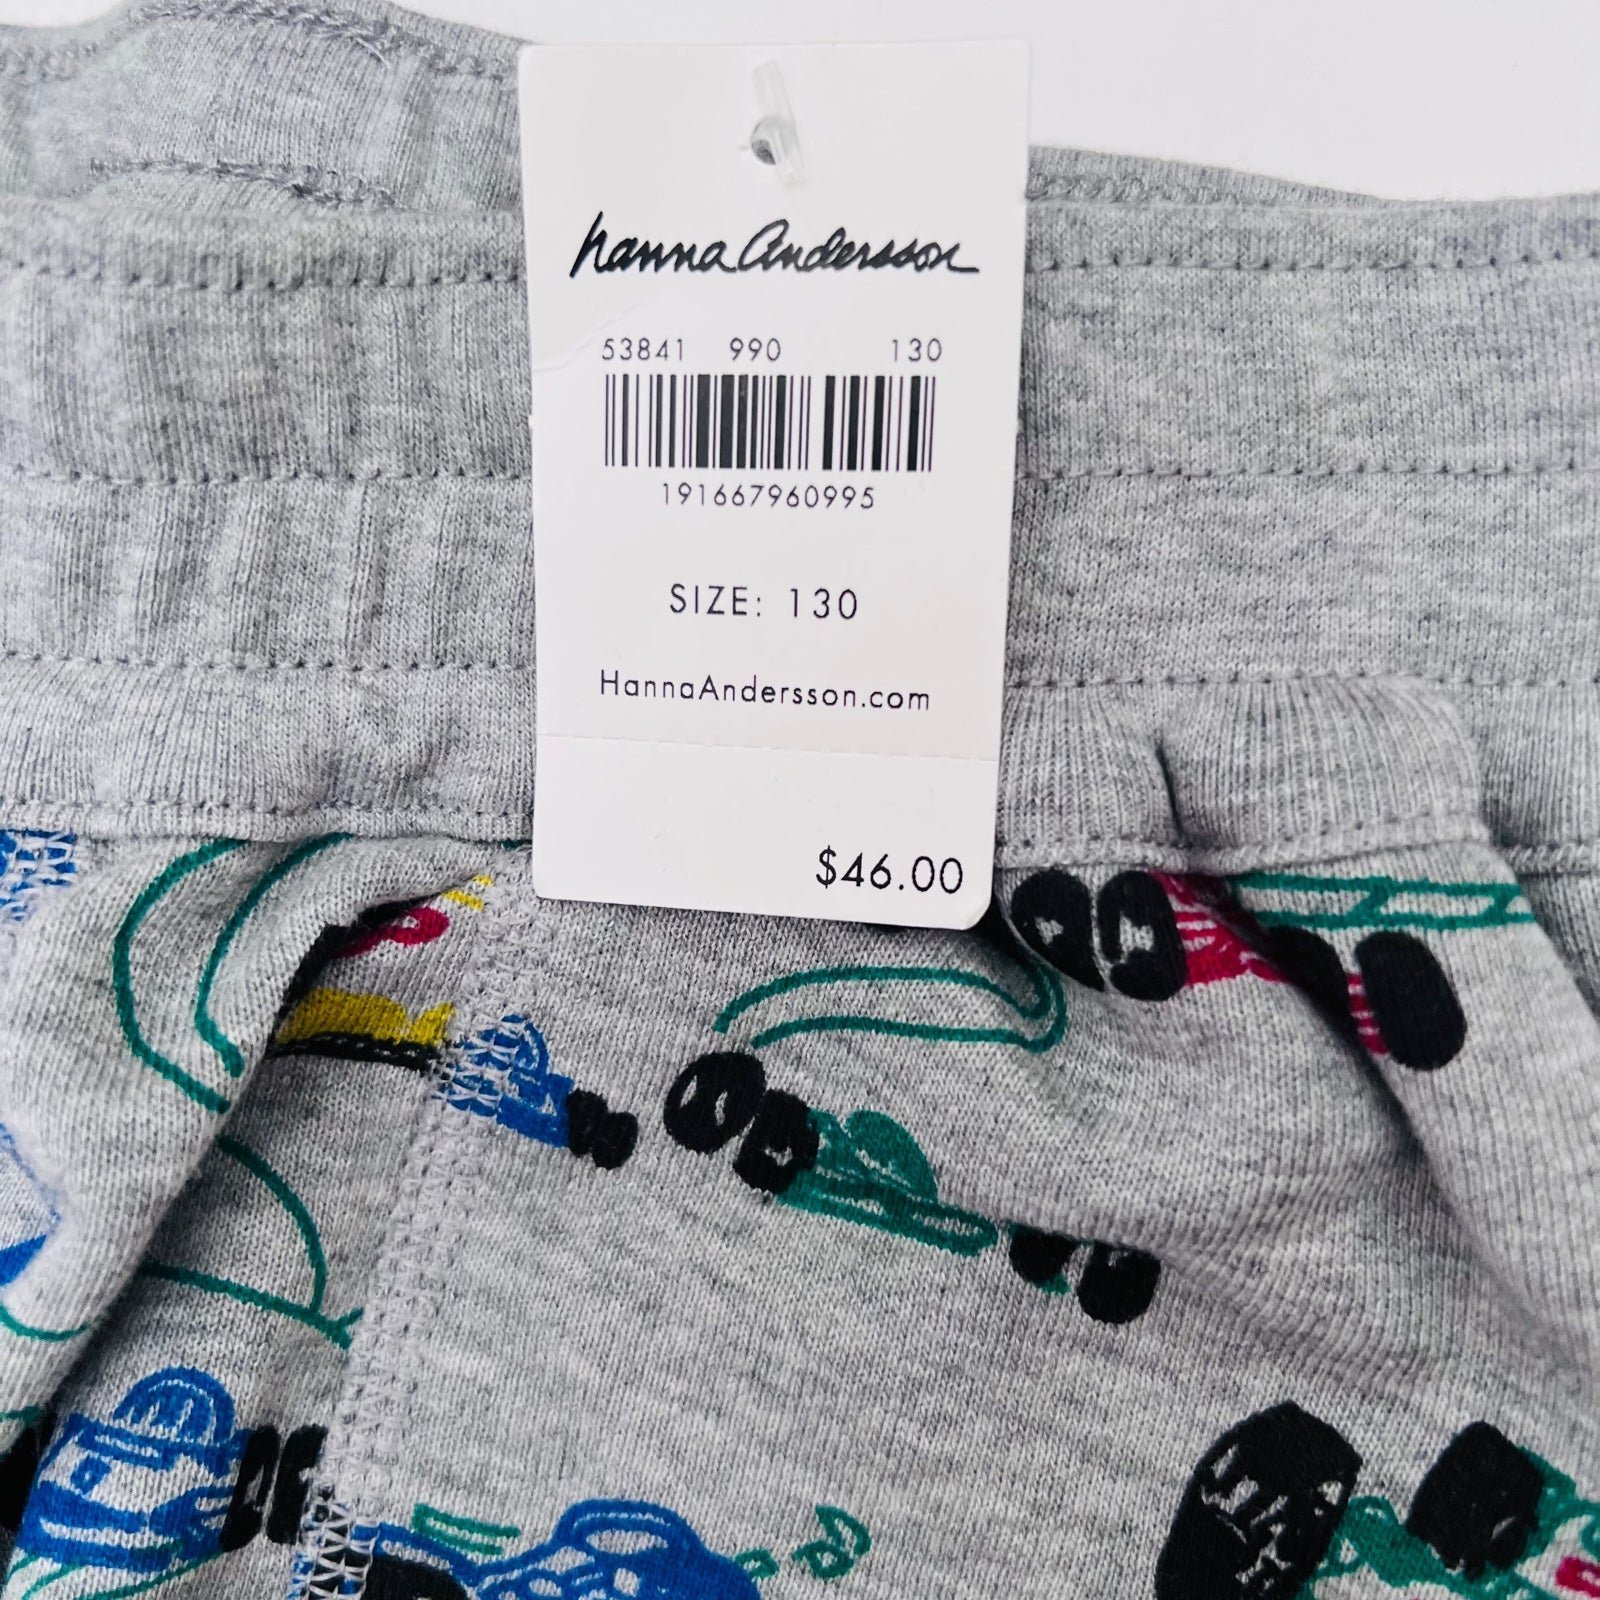 hanna Andersson
53841 990 130
191667960995
SIZE: 130
HannaAndersson.com
$46.00